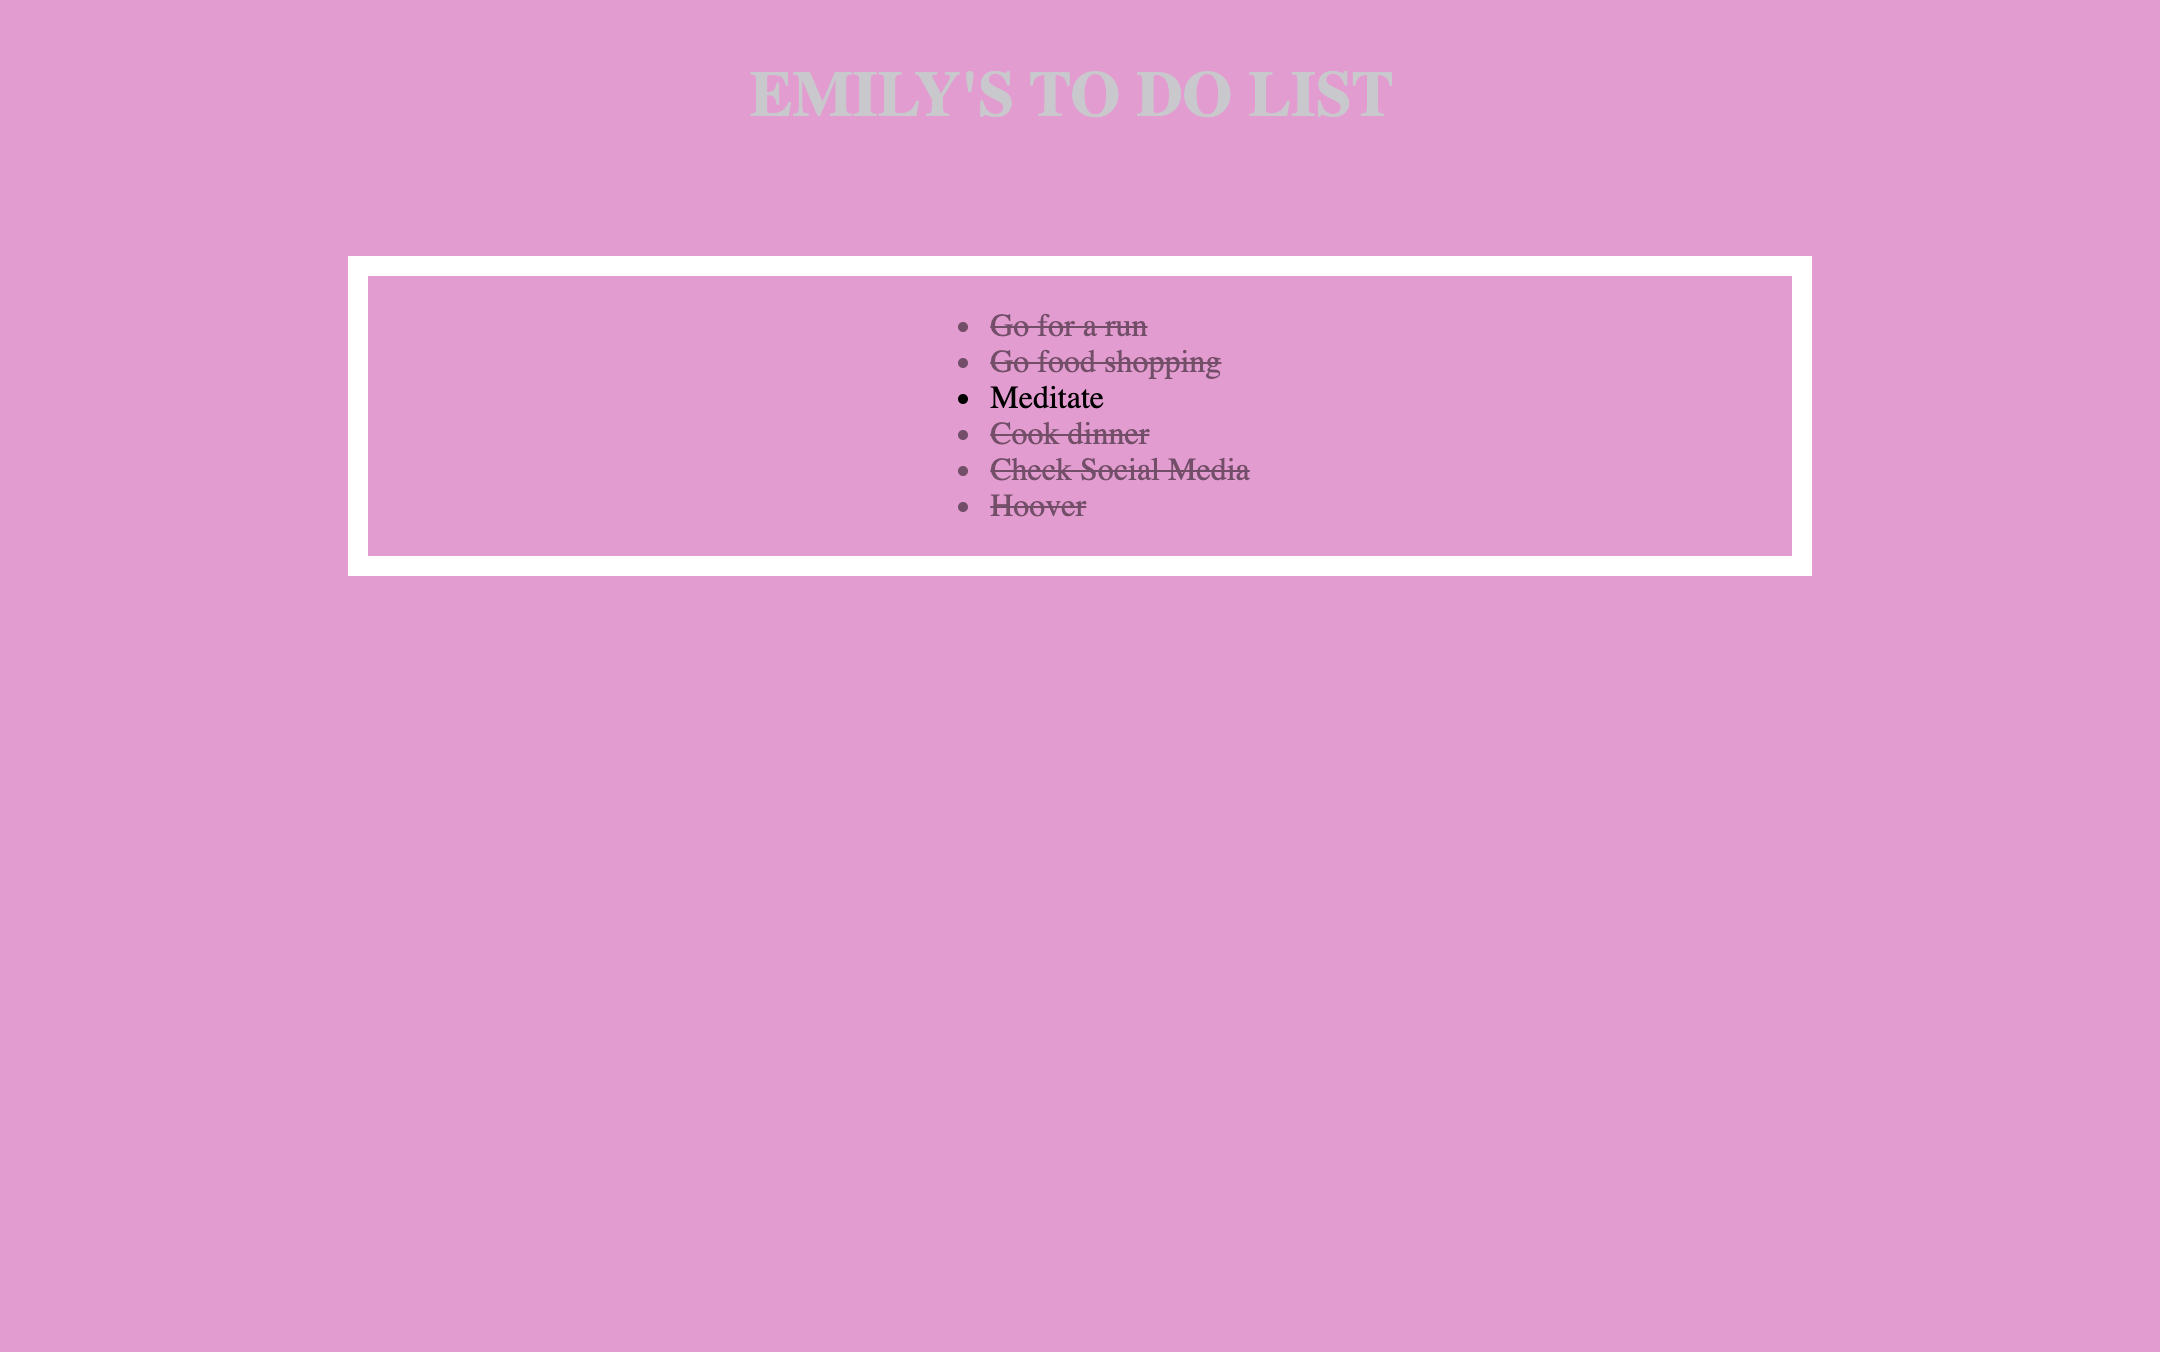 EMILY'S TO DO LIST
Go for a run
Go food shopping
Meditate
Cook dinner
Check Social Media
Hoover